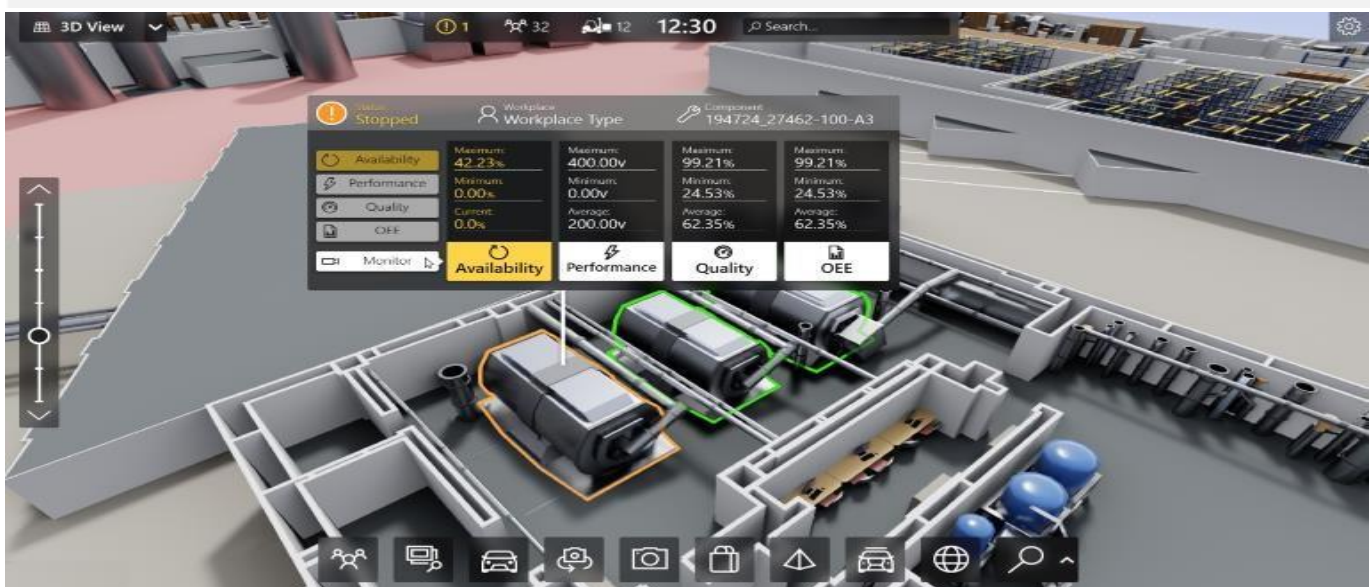 3D View
1
32
12
12:30
Search...
Status
Stopped
Workplace
Workplace Type
Component
194724_27462-100-A3
Availability
Performance
Quality
OEE
Monitor
Maximum:
42.23%
Minimum:
0.00%
Current:
0.0%
Availability
Maximum:
400.00v
Minimum:
0.00v
Average:
200.00v
Performance
Maximum:
99.21%
Minimum:
24.53%
Average:
62.35%
Quality
Maximum:
99.21%
Minimum:
24.53%
Average:
62.35%
OEE